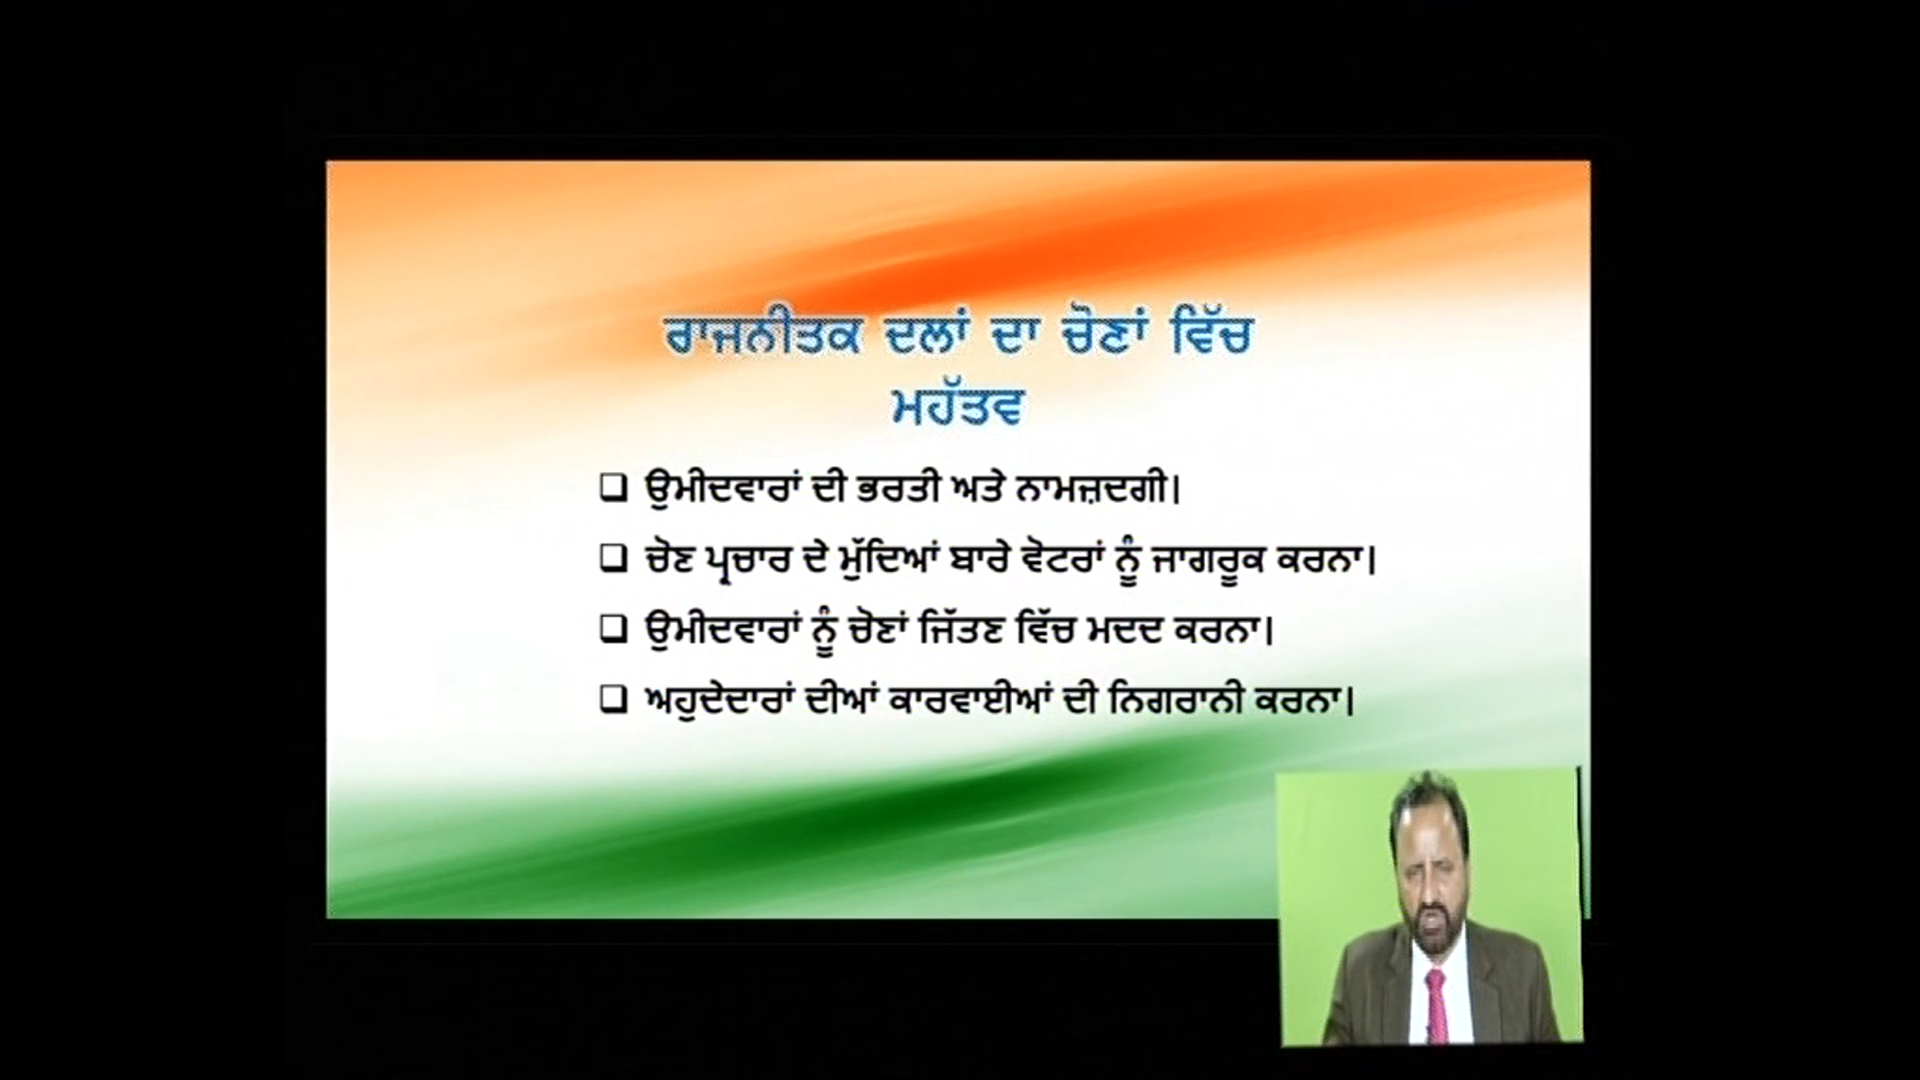 ਰਾਜਨੀਤਕ ਦਲਾਂ ਦਾ ਚੋਣਾਂ ਵਿੱਚ
ਮਹੱਤਵ
❑ ਉਮੀਦਵਾਰਾਂ ਦੀ ਭਰਤੀ ਅਤੇ ਨਾਮਜ਼ਦਗੀ।
❑ ਚੋਣ ਪ੍ਰਚਾਰ ਦੇ ਮੁੱਦਿਆਂ ਬਾਰੇ ਵੋਟਰਾਂ ਨੂੰ ਜਾਗਰੂਕ ਕਰਨਾ।
❑ ਉਮੀਦਵਾਰਾਂ ਨੂੰ ਚੋਣਾਂ ਜਿੱਤਣ ਵਿੱਚ ਮਦਦ ਕਰਨਾ।
❑ ਅਹੁਦੇਦਾਰਾਂ ਦੀਆਂ ਕਾਰਵਾਈਆਂ ਦੀ ਨਿਗਰਾਨੀ ਕਰਨਾ।